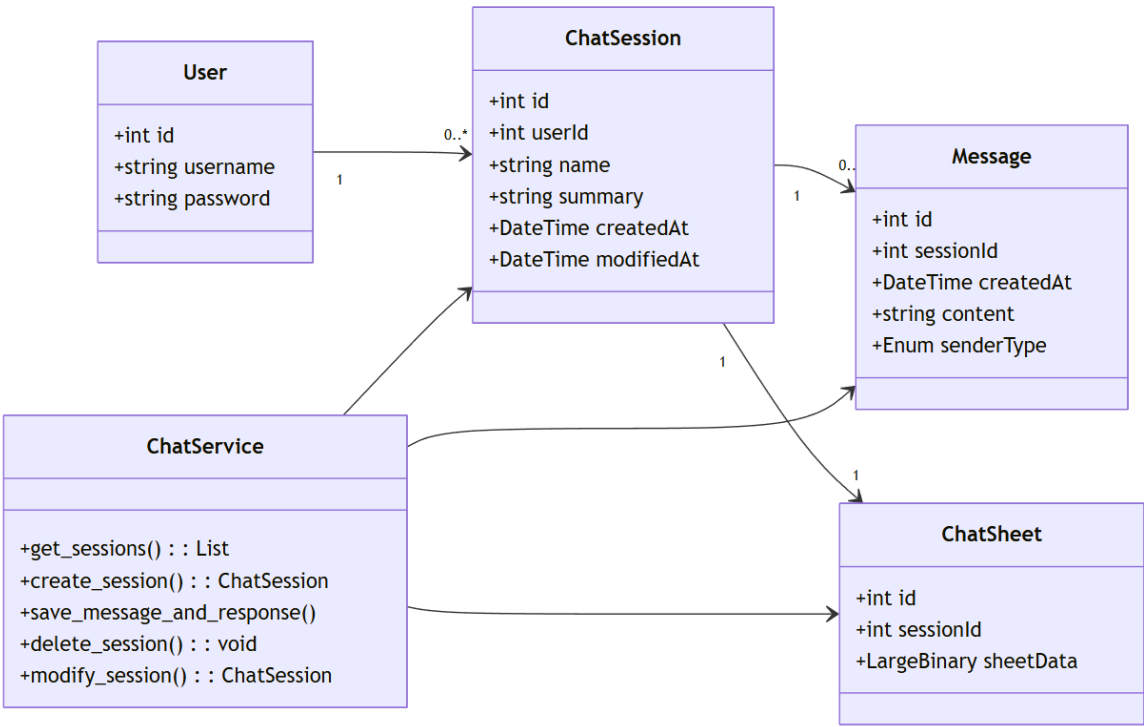 User
+int id
+string username
+string password
1
0..*
ChatSession
+int id
+int userId
+string name
+string summary
+DateTime createdAt
+DateTime modifiedAt
1
0..
Message
+int id
+int sessionId
+DateTime createdAt
+string content
+Enum senderType
1
1
ChatService
+get_sessions() : : List
+create_session() : : ChatSession
+save_message_and_response()
+delete_session() : : void
+modify_session() : : ChatSession
ChatSheet
+int id
+int sessionId
+LargeBinary sheetData